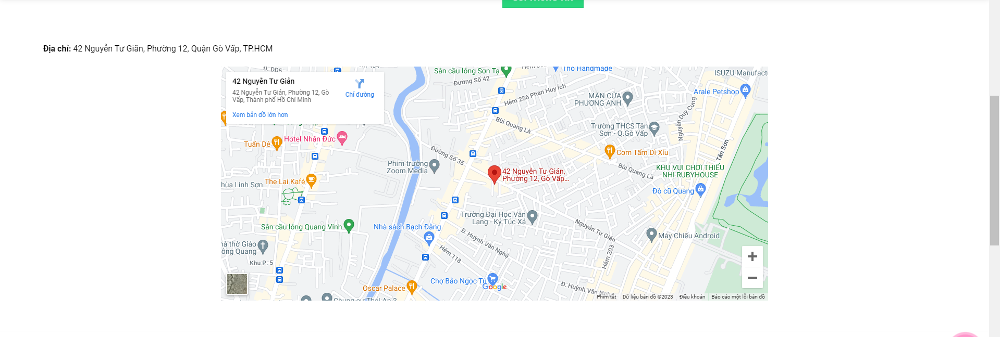 Địa chỉ: 42 Nguyễn Tư Giãn, Phường 12, Quận Gò Vấp, TP.HCM
42 Nguyễn Tư Giản
42 Nguyễn Tư Giản, Phường 12, Gò
Vấp, Thành phố Hồ Chí Minh
Chỉ đường
Xem bản đồ lớn hơn
Đ. DD5
Sân cầu lông Sơn Tạ
Thỏ Handmade
ISUZU Manufactu
Đường Số 42
Hẻm 256 Phan Huy Ích
Arale Petshop
MÀN CỬA
PHƯƠNG ANH
Nguyễn Duy Cung
Bùi Quang Là
Trường THCS Tân
Sơn - Q.Gò Vấp
Hotel Nhân Đức
Tuấn Dê
Đường Số 35
Cơm Tấm Dì Xíu
Tân Sơn
Phim trường
Zoom Media
Bùi Quang Là
KHU VUI CHƠI THIẾU
NHI RUBYHOUSE
42 Nguyễn Tư Giản,
Phường 12, Gò Vấp...
hùa Linh Sơn
The Lai Kafé
Đồ cũ Quang
Trường Đại Học Văn
Lang - Ký Túc Xá
Nguyễn Tư Giản
Sân cầu lông Quang Vinh
Nhà sách Bạch Đằng
Đ. Huỳnh Văn Nghệ
Máy Chiếu Android
hà thờ Giáo
ông Quang
Hẻm 118
Hẻm 203
Khu P. 5
Chợ Bảo Ngọc Tú
Google
Oscar Palace
Đ. Huỳnh Văn Ngh
Chung cư Thái An 3
Phím tắt
Dữ liệu bản đồ ©2023
Điều khoản
Báo cáo một lỗi bản đồ